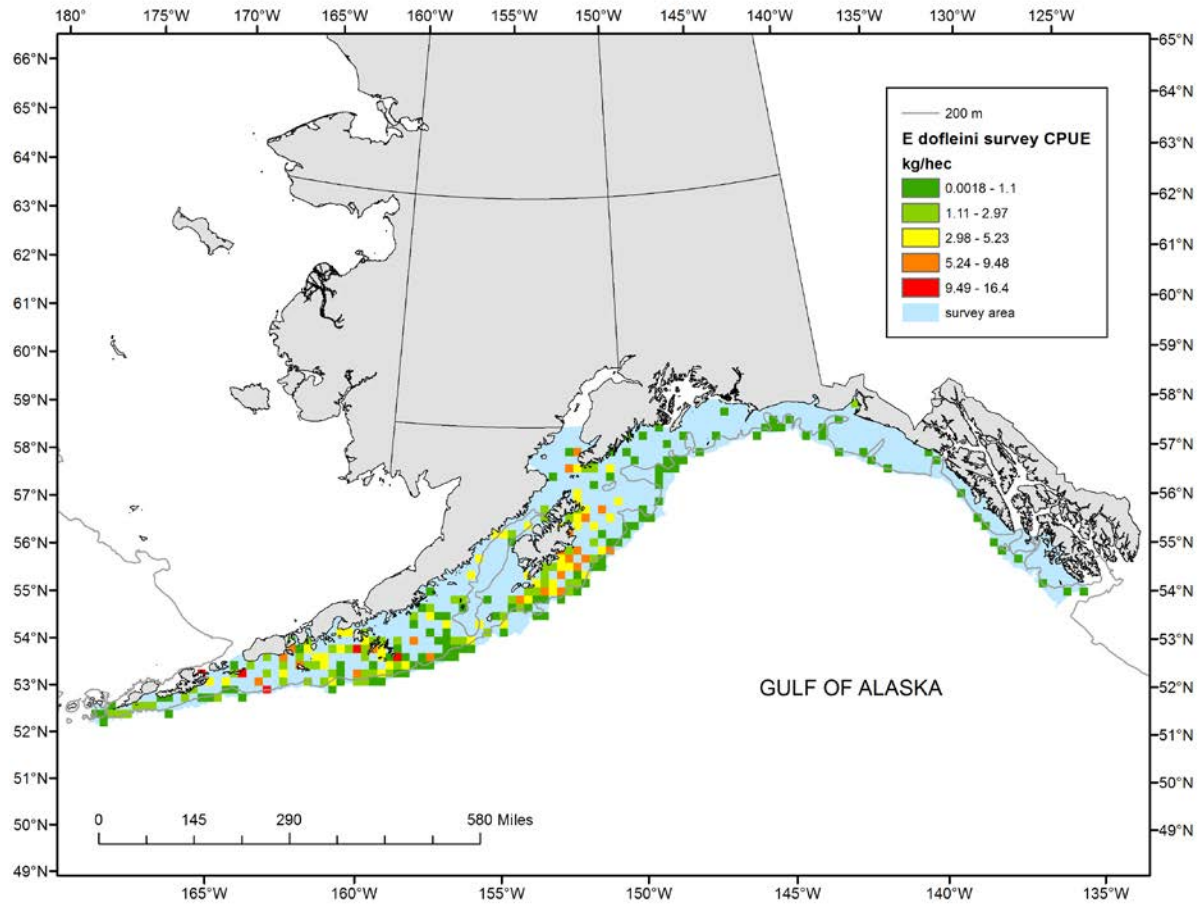 180° 175°W 170°W 165°W 160°W 155°W 150°W 145°W 140°W 135°W 130°W 125°W
66°N
65°N
64°N
63°N
62°N
61°N
60°N
59°N
58°N
57°N
56°N
55°N
54°N
53°N
52°N
51°N
50°N
49°N
200 m
E dofleini survey CPUE
kg/hec
0.0018 - 1.1
1.11 - 2.97
2.98 - 5.23
5.24 - 9.48
9.49 - 16.4
survey area
GULF OF ALASKA
0 145 290 580 Miles
65°N
64°N
63°N
62°N
61°N
60°N
59°N
58°N
57°N
56°N
55°N
54°N
53°N
52°N
51°N
50°N
49°N
165°W 160°W 155°W 150°W 145°W 140°W 135°W